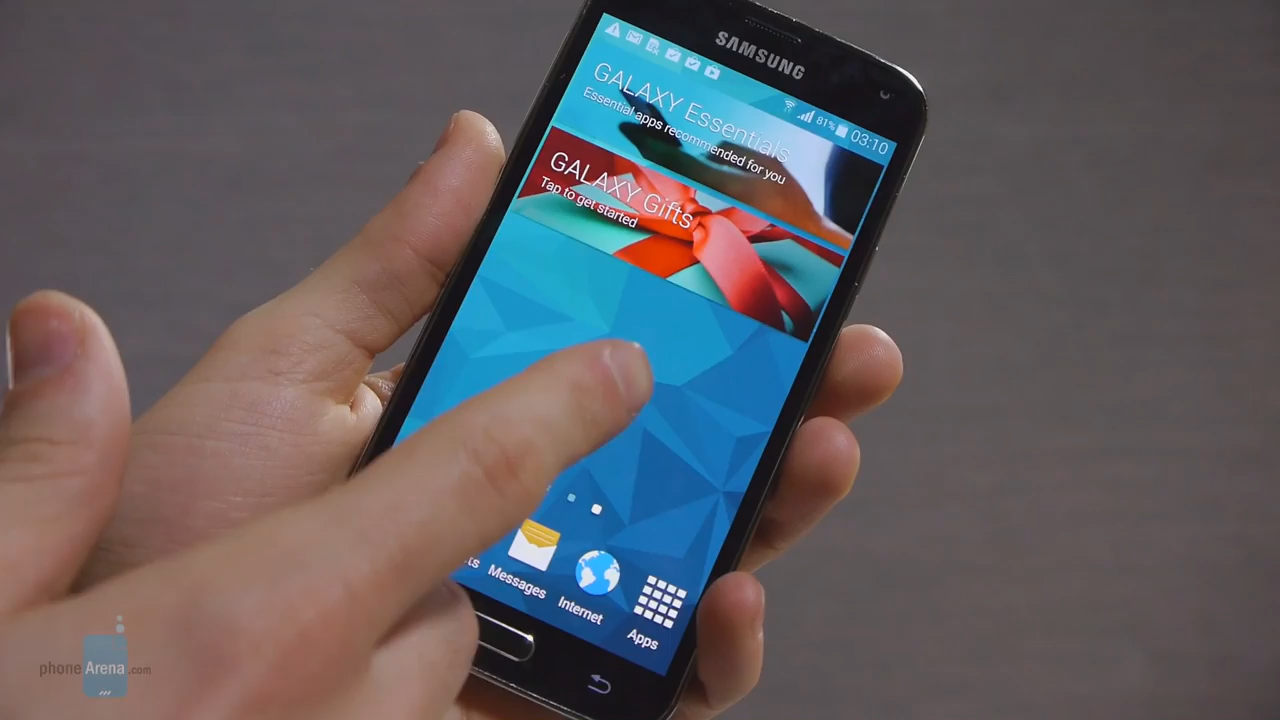 SAMSUNG
81% 03:10
GALAXY Essentials
Essential apps recommended for you
GALAXY Gifts
Tap to get started
ts Messages Internet Apps
phoneArena.com